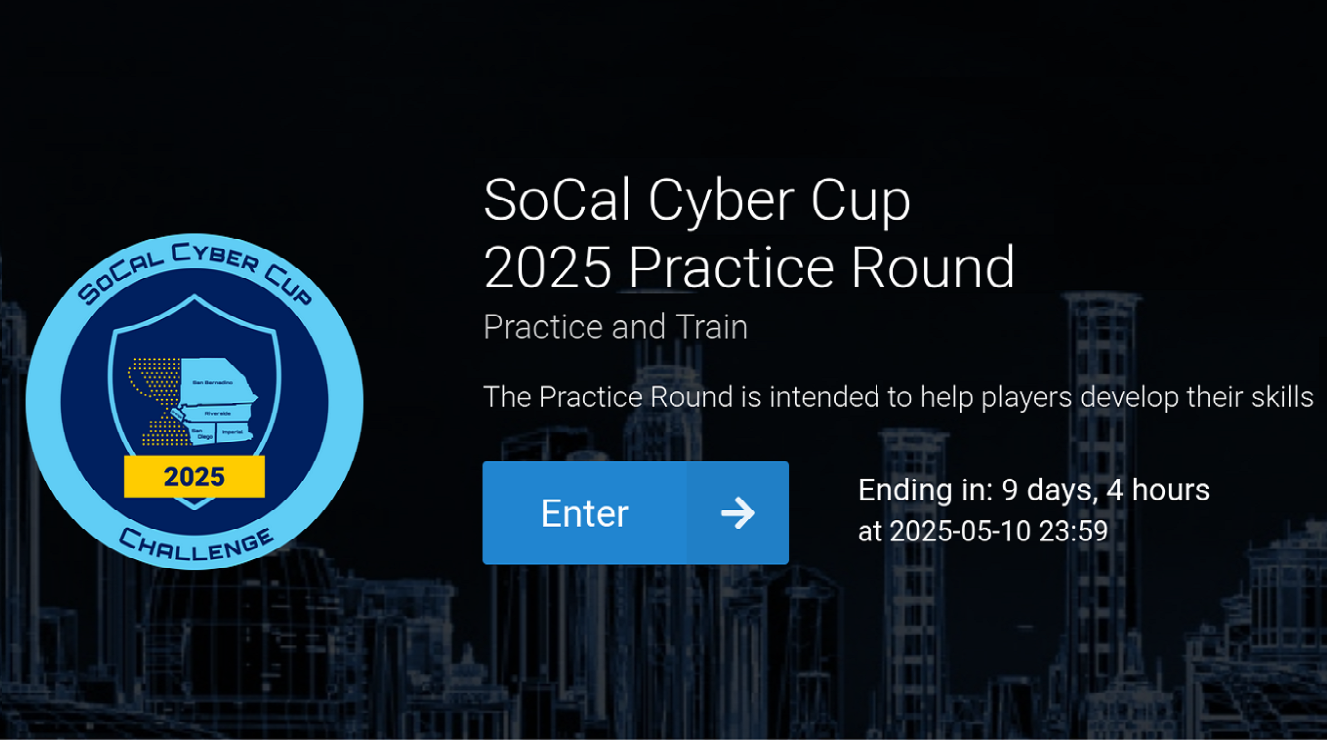 SoCal Cyber Cup
2025 Practice Round
Practice and Train
The Practice Round is intended to help players develop their skills
Enter
Ending in: 9 days, 4 hours
at 2025-05-10 23:59
SoCal Cyber Cup
San Bernadino
Riverside
San
Diego
Imperial
2025
Challenge